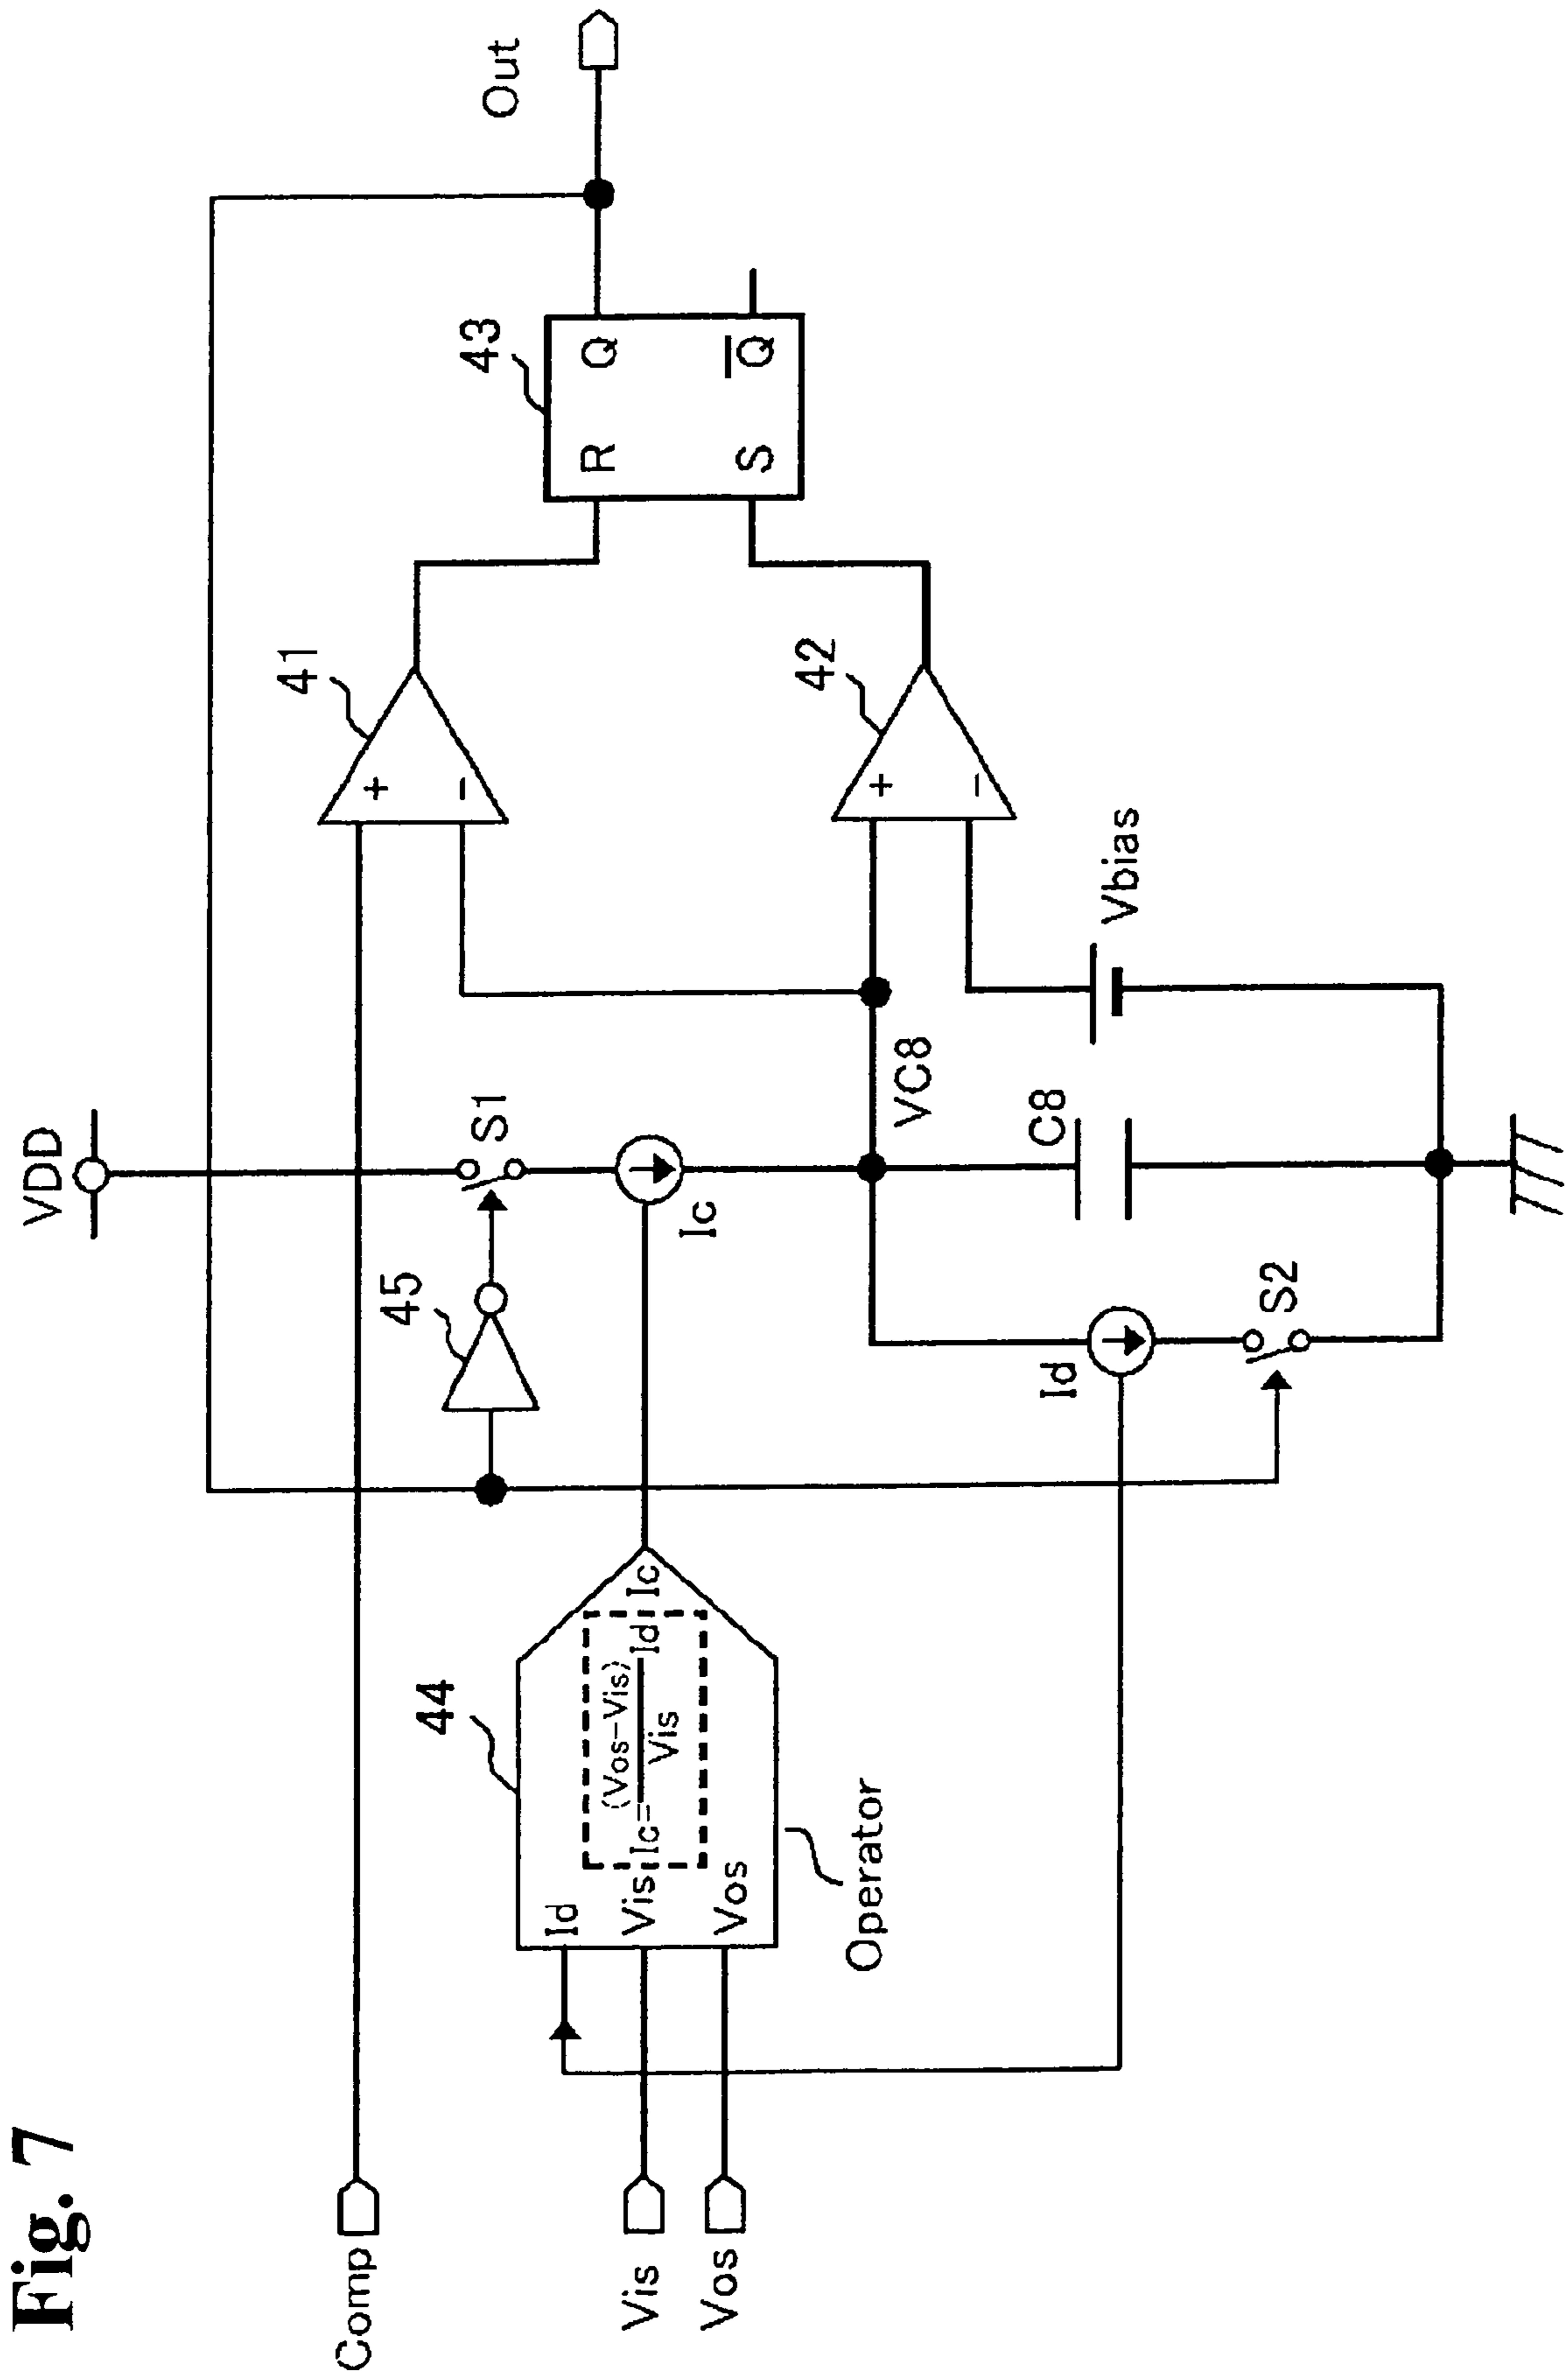 Fig. 7
VDD
Out
Comp
41
+
−
43
R
Q
S
Q
S1
45
Ic
42
+
−
VC8
Vbias
C8
Id
S2
44
Id
Vis
Vos
Ic=(Vos−Vis)/Vis Id
Ic
Operator
Vis
Vos